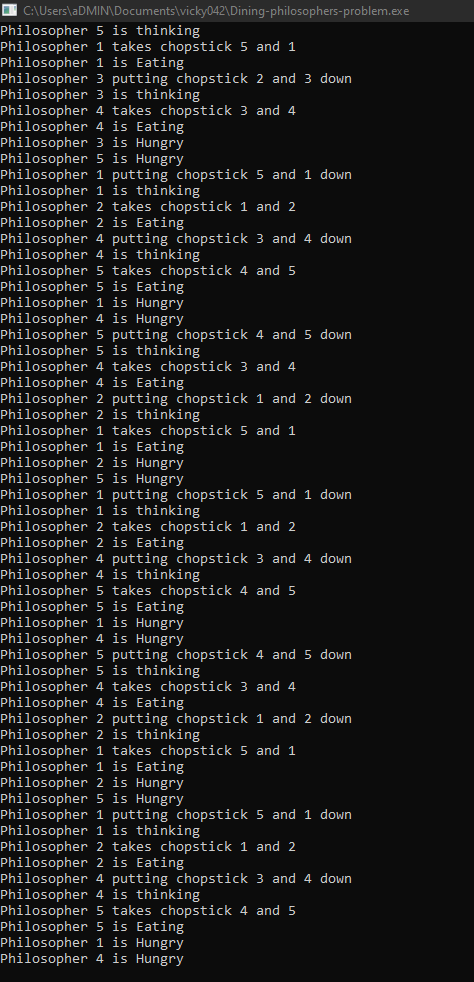 C:\Users\aDMIN\Documents\vicky042\Dining-philosophers-problem.exe
Philosopher 5 is thinking
Philosopher 1 takes chopstick 5 and 1
Philosopher 1 is Eating
Philosopher 3 putting chopstick 2 and 3 down
Philosopher 3 is thinking
Philosopher 4 takes chopstick 3 and 4
Philosopher 4 is Eating
Philosopher 3 is Hungry
Philosopher 5 is Hungry
Philosopher 1 putting chopstick 5 and 1 down
Philosopher 1 is thinking
Philosopher 2 takes chopstick 1 and 2
Philosopher 2 is Eating
Philosopher 4 putting chopstick 3 and 4 down
Philosopher 4 is thinking
Philosopher 5 takes chopstick 4 and 5
Philosopher 5 is Eating
Philosopher 1 is Hungry
Philosopher 4 is Hungry
Philosopher 5 putting chopstick 4 and 5 down
Philosopher 5 is thinking
Philosopher 4 takes chopstick 3 and 4
Philosopher 4 is Eating
Philosopher 2 putting chopstick 1 and 2 down
Philosopher 2 is thinking
Philosopher 1 takes chopstick 5 and 1
Philosopher 1 is Eating
Philosopher 2 is Hungry
Philosopher 5 is Hungry
Philosopher 1 putting chopstick 5 and 1 down
Philosopher 1 is thinking
Philosopher 2 takes chopstick 1 and 2
Philosopher 2 is Eating
Philosopher 4 putting chopstick 3 and 4 down
Philosopher 4 is thinking
Philosopher 5 takes chopstick 4 and 5
Philosopher 5 is Eating
Philosopher 1 is Hungry
Philosopher 4 is Hungry
Philosopher 5 putting chopstick 4 and 5 down
Philosopher 5 is thinking
Philosopher 4 takes chopstick 3 and 4
Philosopher 4 is Eating
Philosopher 2 putting chopstick 1 and 2 down
Philosopher 2 is thinking
Philosopher 1 takes chopstick 5 and 1
Philosopher 1 is Eating
Philosopher 2 is Hungry
Philosopher 5 is Hungry
Philosopher 1 putting chopstick 5 and 1 down
Philosopher 1 is thinking
Philosopher 2 takes chopstick 1 and 2
Philosopher 2 is Eating
Philosopher 4 putting chopstick 3 and 4 down
Philosopher 4 is thinking
Philosopher 5 takes chopstick 4 and 5
Philosopher 5 is Eating
Philosopher 1 is Hungry
Philosopher 4 is Hungry